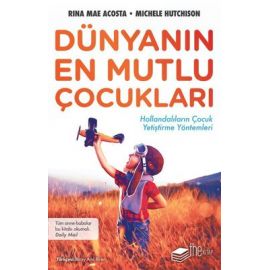 RINA MAE ACOSTA • MICHELE HUTCHISON
DÜNYANIN
EN MUTLU
ÇOCUKLARI
Hollandalıların Çocuk
Yetiştirme Yöntemleri
Tüm anne-babalar
bu kitabı okumalı.
Daily Mail
Türkçesi:
the